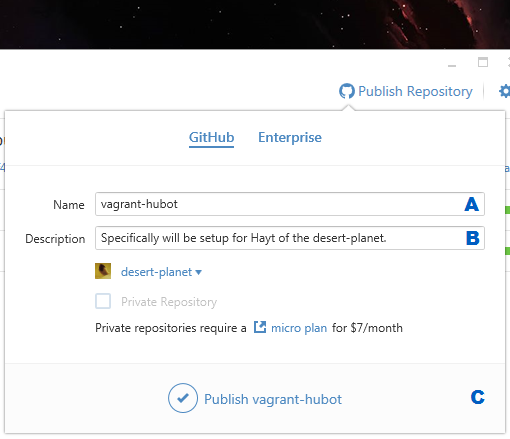 Publish Repository
GitHub Enterprise
Name vagrant-hubot A
Description Specifically will be setup for Hayt of the desert-planet. B
desert-planet
Private Repository
Private repositories require a micro plan for $7/month
Publish vagrant-hubot C